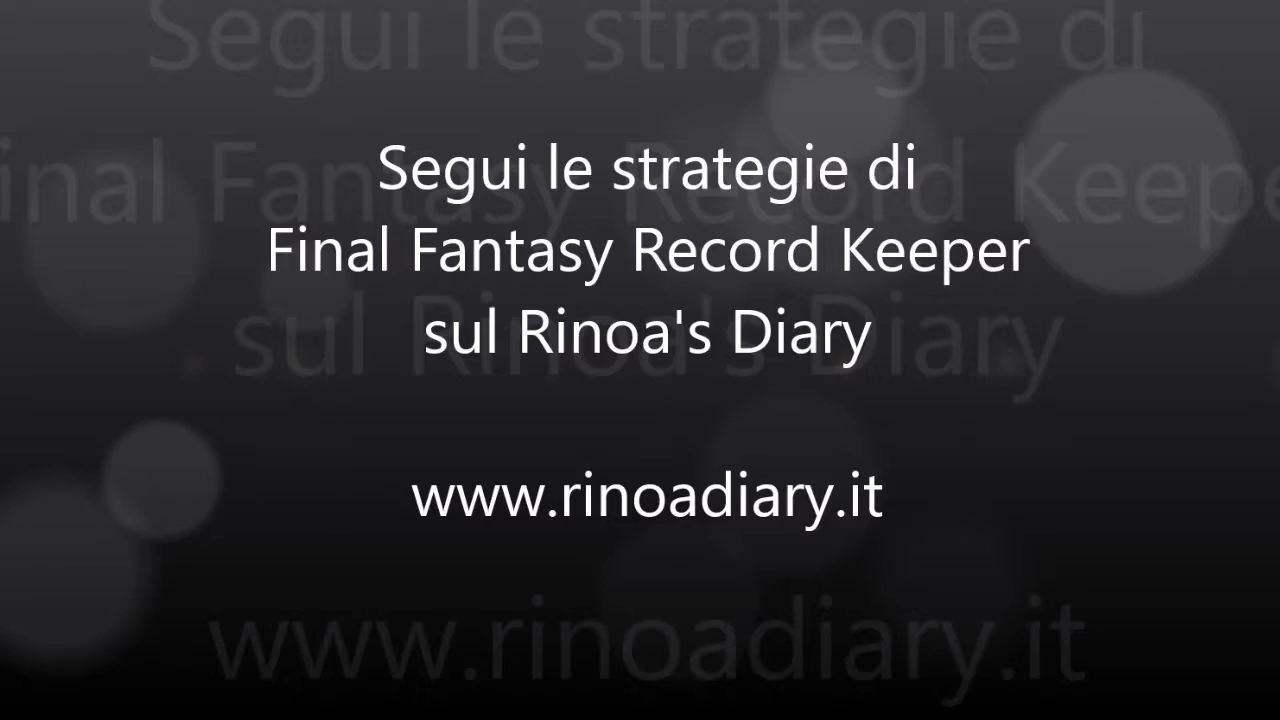 Segui le strategie di
Final Fantasy Record Keeper
sul Rinoa's Diary
www.rinoadiary.it